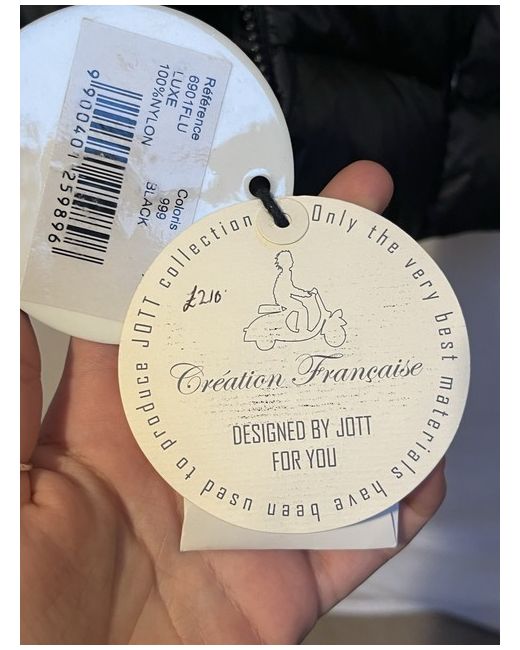 Référence
6901FLU
LUXE
100%NYLON
Coloris
999
BLACK
9900401259896
Only the very best materials have been used to produce JOTT collection
£210
Création Française
DESIGNED BY JOTT
FOR YOU